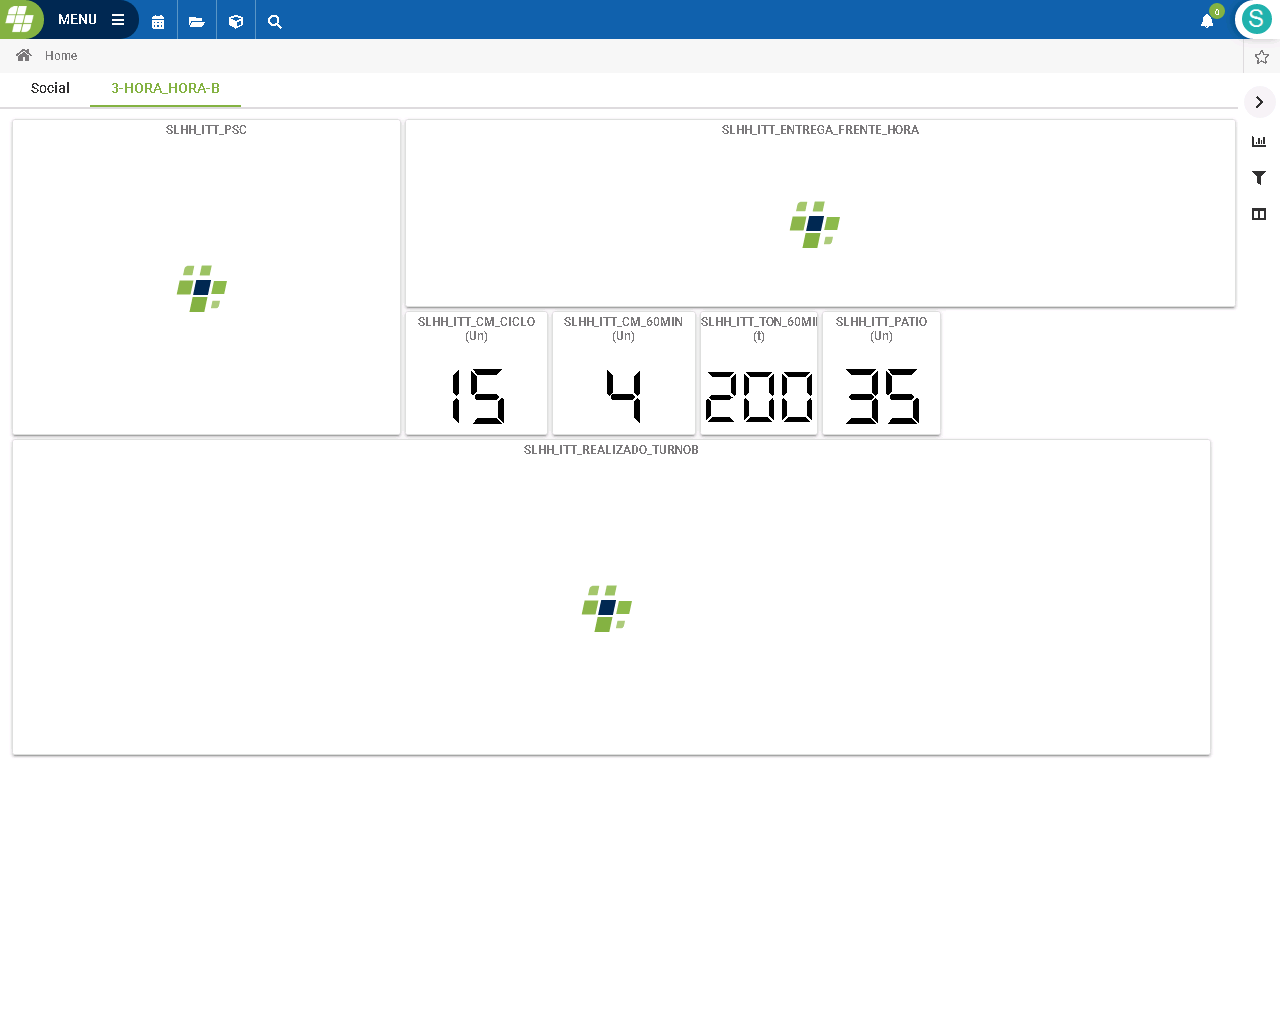 MENU
0
S
Home
Social
3-HORA_HORA-B
SLHH_ITT_PSC
SLHH_ITT_ENTREGA_FRENTE_HORA
SLHH_ITT_CM_CICLO
(Un)
15
SLHH_ITT_CM_60MIN
(Un)
4
SLHH_ITT_TON_60MI
(t)
200
SLHH_ITT_PATIO
(Un)
35
SLHH_ITT_REALIZADO_TURNOB